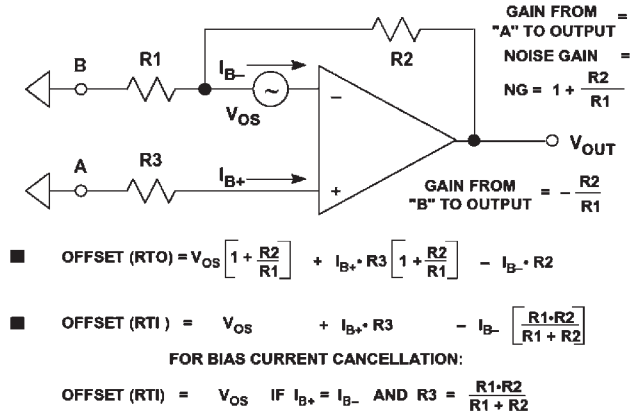 GAIN FROM "A" TO OUTPUT =
NOISE GAIN =
NG = 1 + R2/R1
B
R1
I_B–
V_OS
R2
–
+
V_OUT
A
R3
I_B+
GAIN FROM "B" TO OUTPUT = – R2/R1
■ OFFSET (RTO) = V_OS [1 + R2/R1] + I_B+• R3 [1 + R2/R1] – I_B–• R2
■ OFFSET (RTI ) = V_OS + I_B+• R3 – I_B– [R1•R2/R1 + R2]
FOR BIAS CURRENT CANCELLATION:
OFFSET (RTI) = V_OS IF I_B+ = I_B– AND R3 = R1•R2/R1 + R2